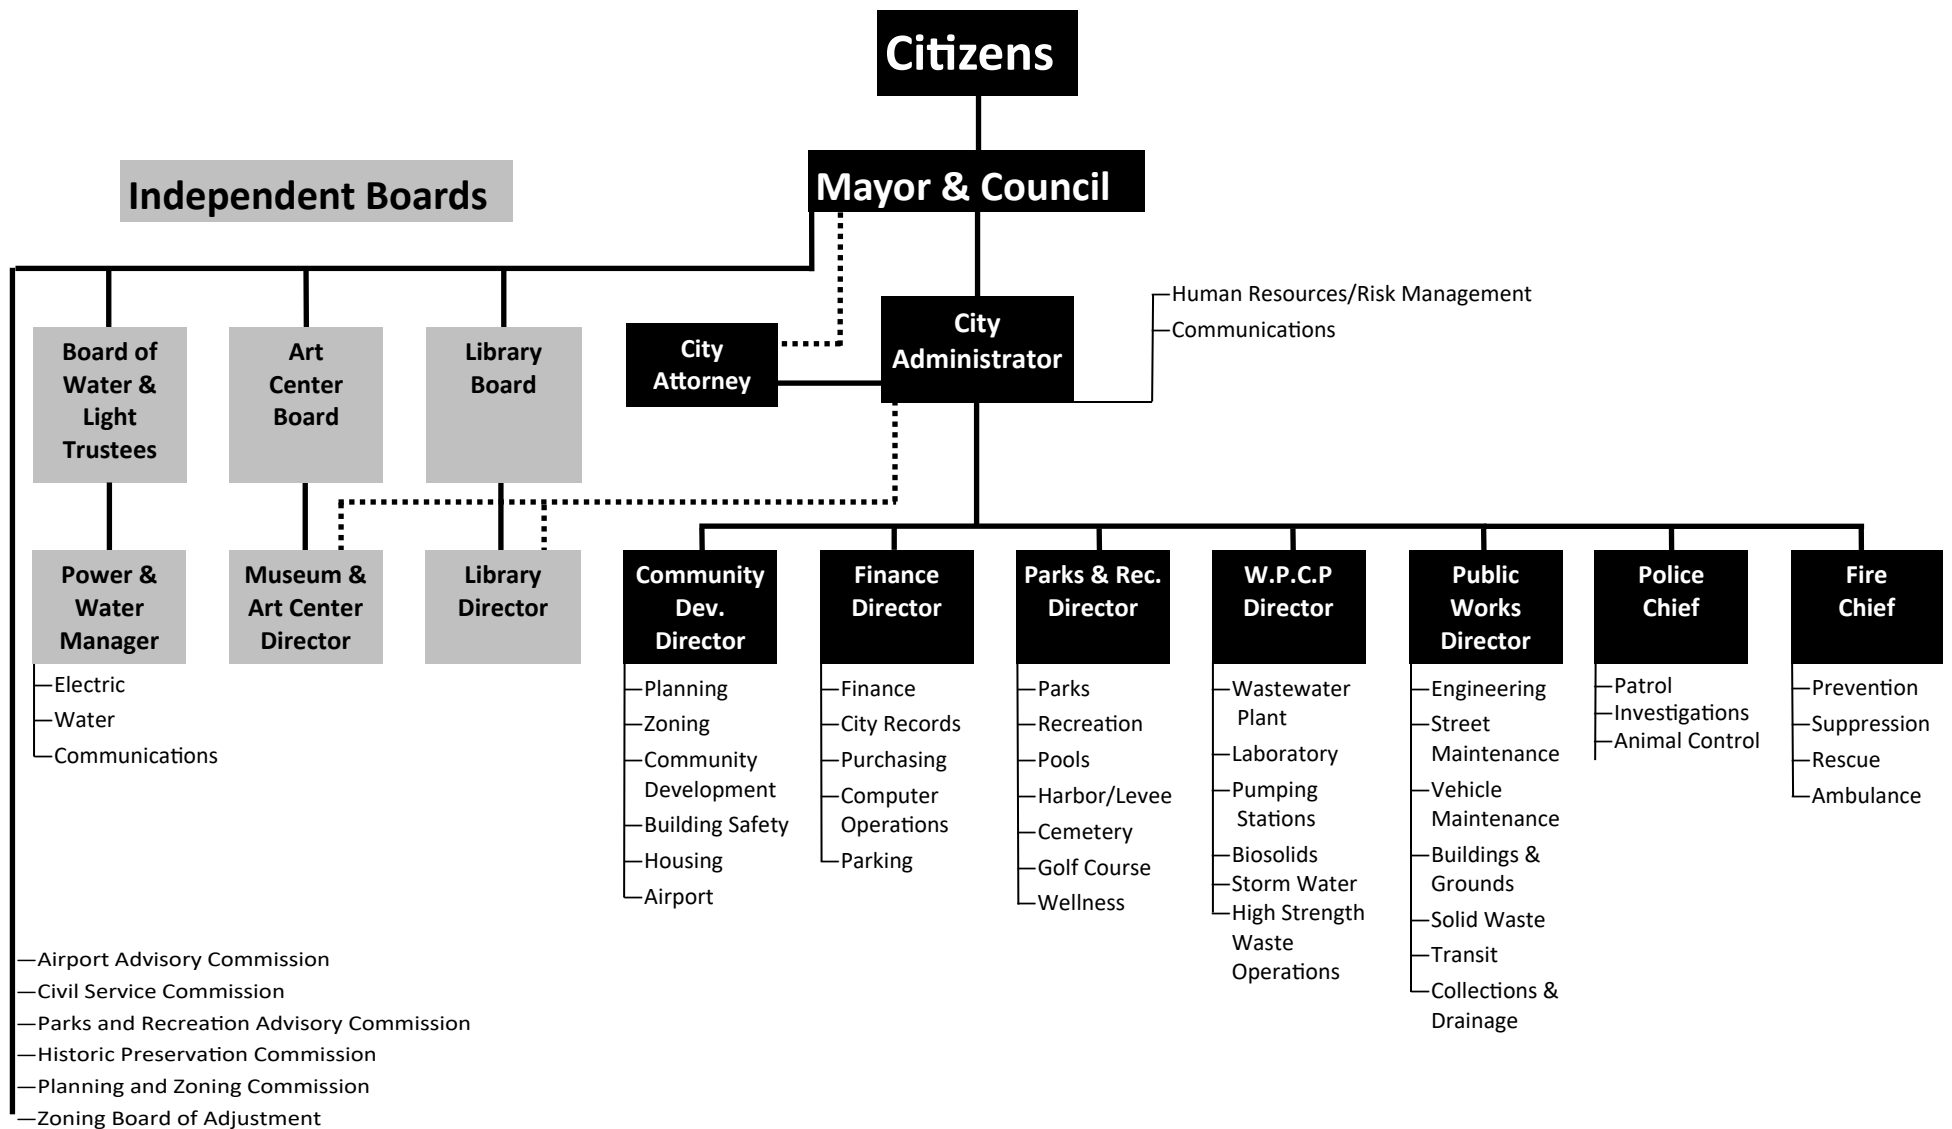 Citizens
Mayor & Council
Independent Boards
Human Resources/Risk Management
Communications
City
Administrator
City
Attorney
Board of
Water &
Light
Trustees
Art
Center
Board
Library
Board
Power &
Water
Manager
Electric
Water
Communications
Museum &
Art Center
Director
Library
Director
Community
Dev.
Director
Planning
Zoning
Community
Development
Building Safety
Housing
Airport
Finance
Director
Finance
City Records
Purchasing
Computer
Operations
Parking
Parks & Rec.
Director
Parks
Recreation
Pools
Harbor/Levee
Cemetery
Golf Course
Wellness
W.P.C.P
Director
Wastewater
Plant
Laboratory
Pumping
Stations
Biosolids
Storm Water
High Strength
Waste
Operations
Public
Works
Director
Engineering
Street
Maintenance
Vehicle
Maintenance
Buildings &
Grounds
Solid Waste
Transit
Collections &
Drainage
Police
Chief
Patrol
Investigations
Animal Control
Fire
Chief
Prevention
Suppression
Rescue
Ambulance
Airport Advisory Commission
Civil Service Commission
Parks and Recreation Advisory Commission
Historic Preservation Commission
Planning and Zoning Commission
Zoning Board of Adjustment